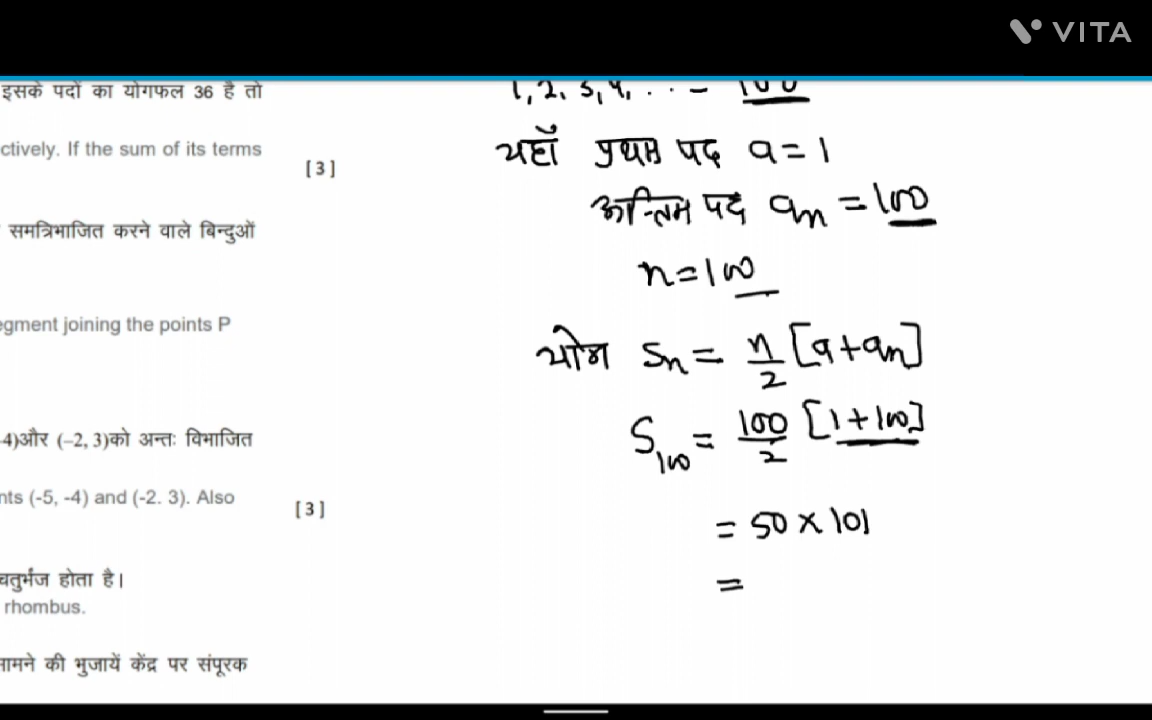 VITA
इसके पदों का योगफल 36 है तो
ctively. If the sum of its terms
[3]
समत्रिभाजित करने वाले बिन्दुओं
egment joining the points P
-4)और (-2, 3)को अन्तः विभाजित
nts (-5, -4) and (-2. 3). Also
[3]
चतुर्भुज होता है।
rhombus.
सामने की भुजायें केंद्र पर संपूरक
1, 2, 3, 4, . . - 100
यहाँ प्रथम पद a = 1
अन्तिम पद an = 100
n = 100
योग Sn = n/2 [a + an]
S100 = 100/2 [1 + 100]
= 50 × 101
=